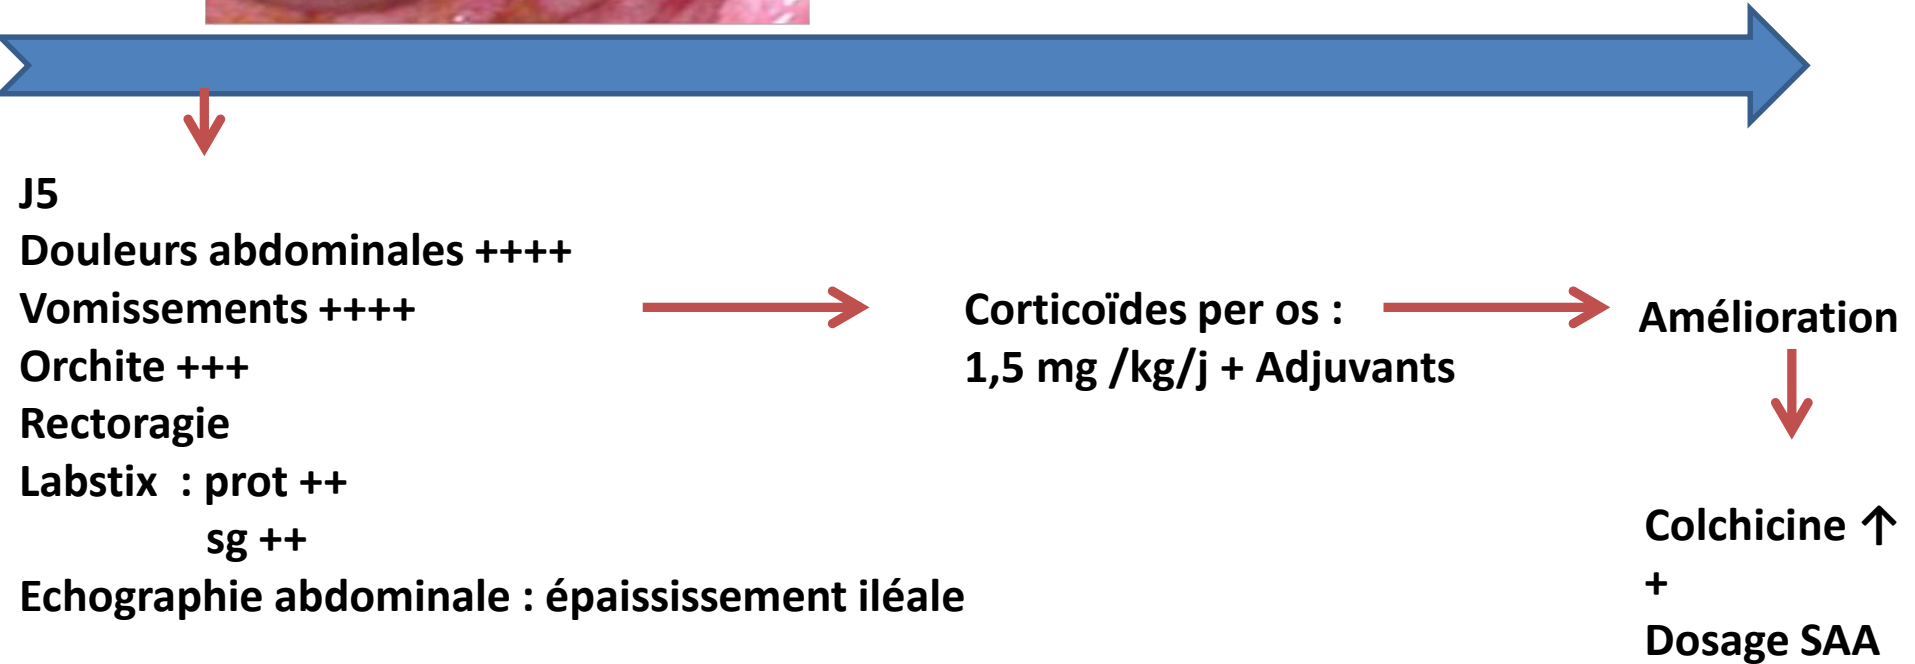 J5
Douleurs abdominales ++++
Vomissements ++++
Orchite +++
Rectoragie
Labstix : prot ++
sg ++
Echographie abdominale : épaississement iléale
Corticoïdes per os :
1,5 mg /kg/j + Adjuvants
Amélioration
Colchicine ↑
+
Dosage SAA